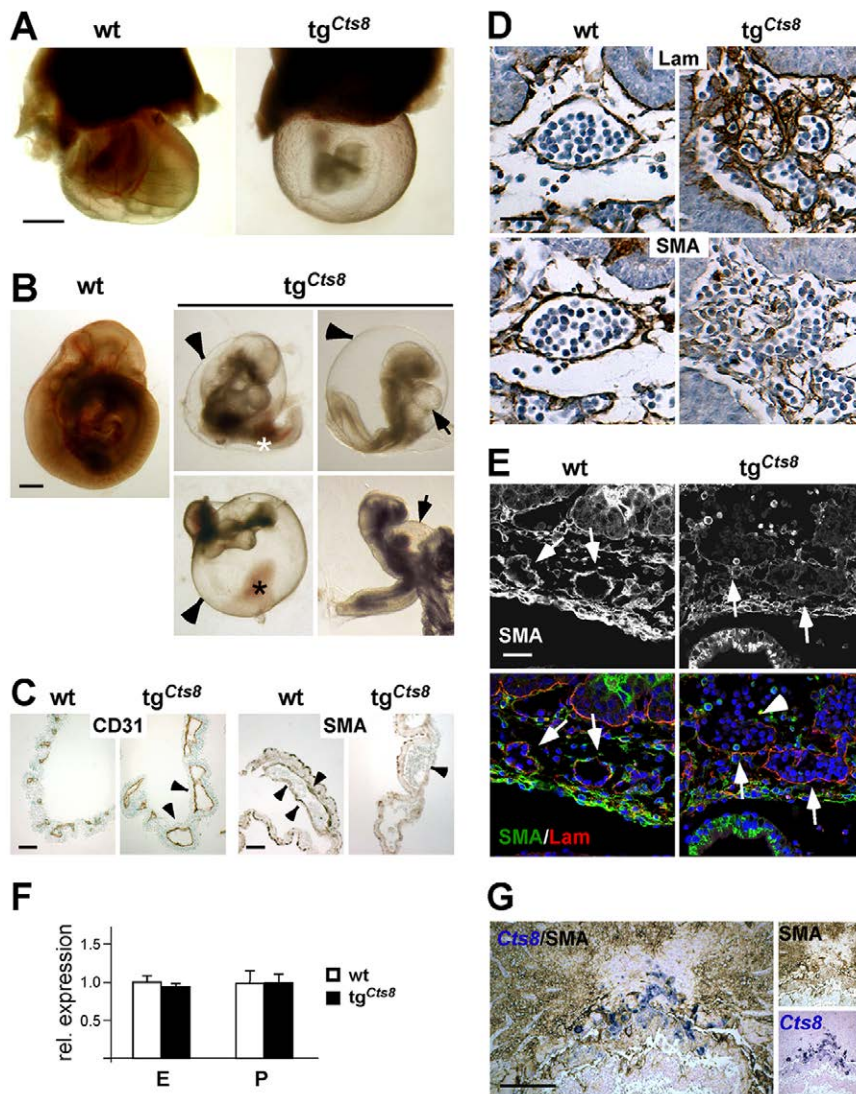 A
wt
tgCts8
B
wt
tgCts8
*
*
C
wt
tgCts8
wt
tgCts8
CD31
SMA
D
wt
tgCts8
Lam
SMA
E
wt
tgCts8
SMA
SMA/Lam
F
rel. expression
1.5
1.0
0.5
E
P
wt
tgCts8
G
Cts8/SMA
SMA
Cts8